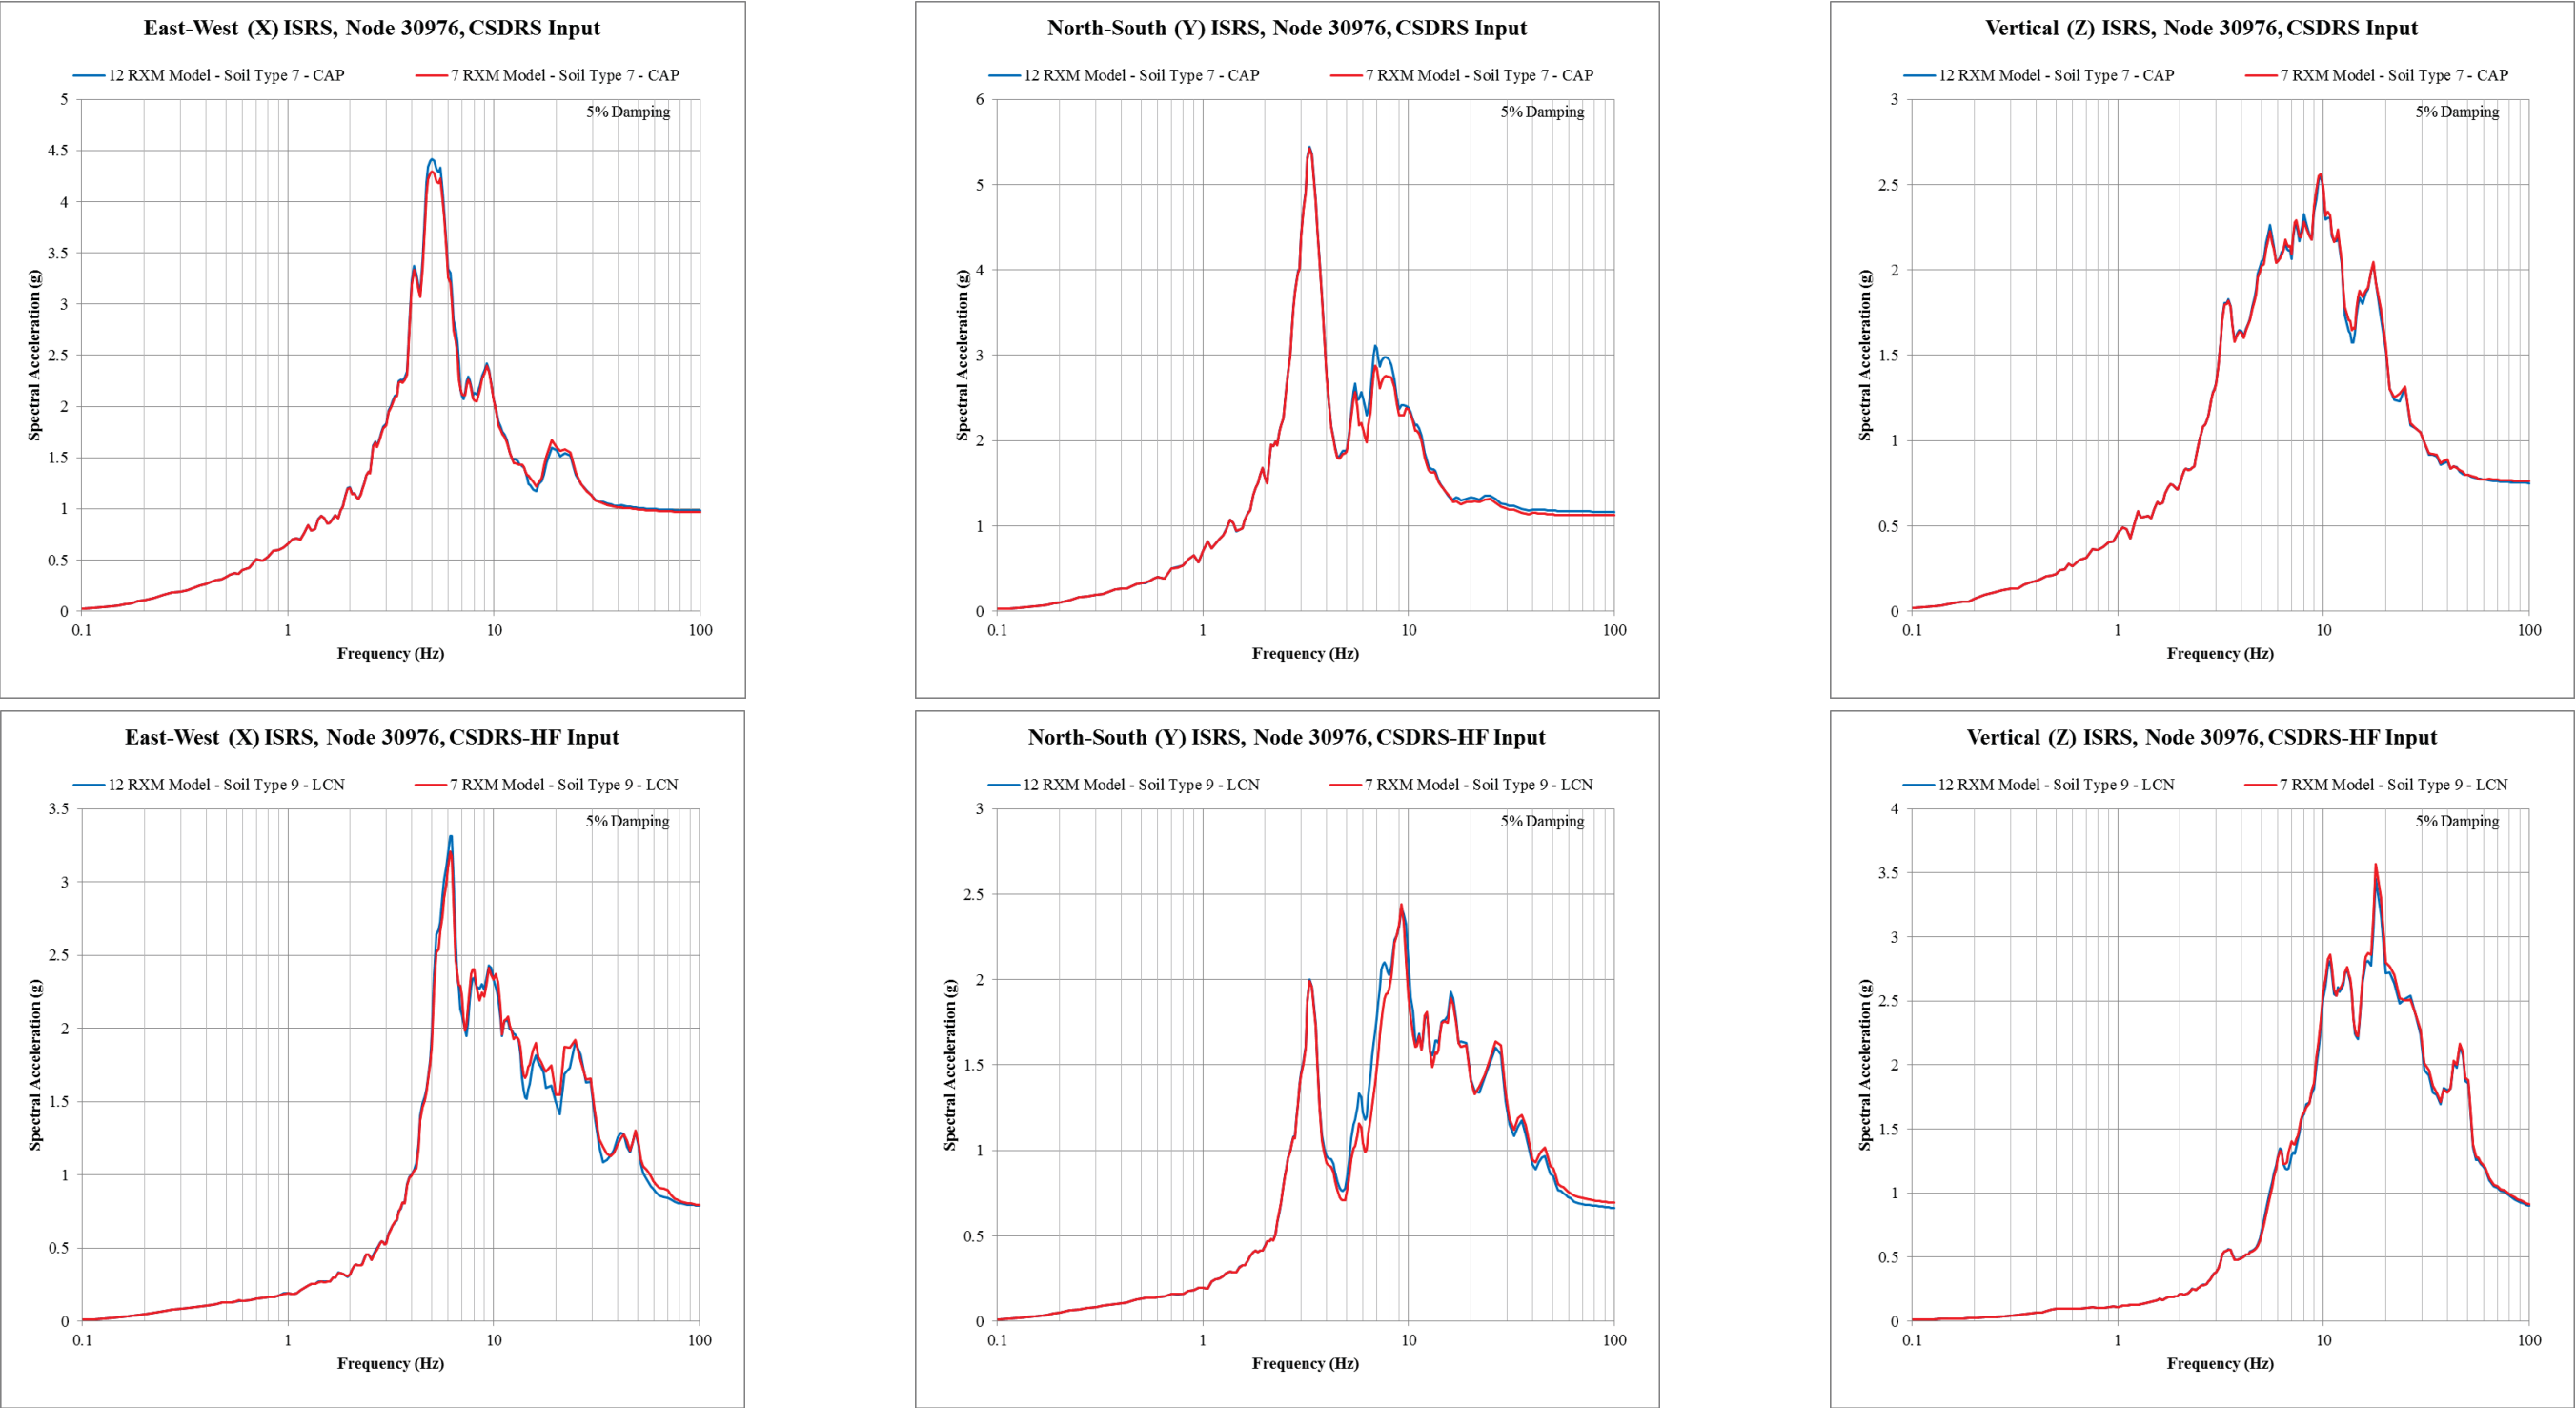 East-West (X) ISRS, Node 30976, CSDRS Input
12 RXM Model - Soil Type 7 - CAP
7 RXM Model - Soil Type 7 - CAP
5% Damping
5
4.5
4
3.5
3
2.5
2
1.5
1
0.5
0
Spectral Acceleration (g)
0.1
1
10
100
Frequency (Hz)
North-South (Y) ISRS, Node 30976, CSDRS Input
12 RXM Model - Soil Type 7 - CAP
7 RXM Model - Soil Type 7 - CAP
5% Damping
6
5
4
3
2
1
0
Spectral Acceleration (g)
0.1
1
10
100
Frequency (Hz)
Vertical (Z) ISRS, Node 30976, CSDRS Input
12 RXM Model - Soil Type 7 - CAP
7 RXM Model - Soil Type 7 - CAP
5% Damping
3
2.5
2
1.5
1
0.5
0
Spectral Acceleration (g)
0.1
1
10
100
Frequency (Hz)
East-West (X) ISRS, Node 30976, CSDRS-HF Input
12 RXM Model - Soil Type 9 - LCN
7 RXM Model - Soil Type 9 - LCN
5% Damping
3.5
3
2.5
2
1.5
1
0.5
0
Spectral Acceleration (g)
0.1
1
10
100
Frequency (Hz)
North-South (Y) ISRS, Node 30976, CSDRS-HF Input
12 RXM Model - Soil Type 9 - LCN
7 RXM Model - Soil Type 9 - LCN
5% Damping
3
2.5
2
1.5
1
0.5
0
Spectral Acceleration (g)
0.1
1
10
100
Frequency (Hz)
Vertical (Z) ISRS, Node 30976, CSDRS-HF Input
12 RXM Model - Soil Type 9 - LCN
7 RXM Model - Soil Type 9 - LCN
5% Damping
4
3.5
3
2.5
2
1.5
1
0.5
0
Spectral Acceleration (g)
0.1
1
10
100
Frequency (Hz)